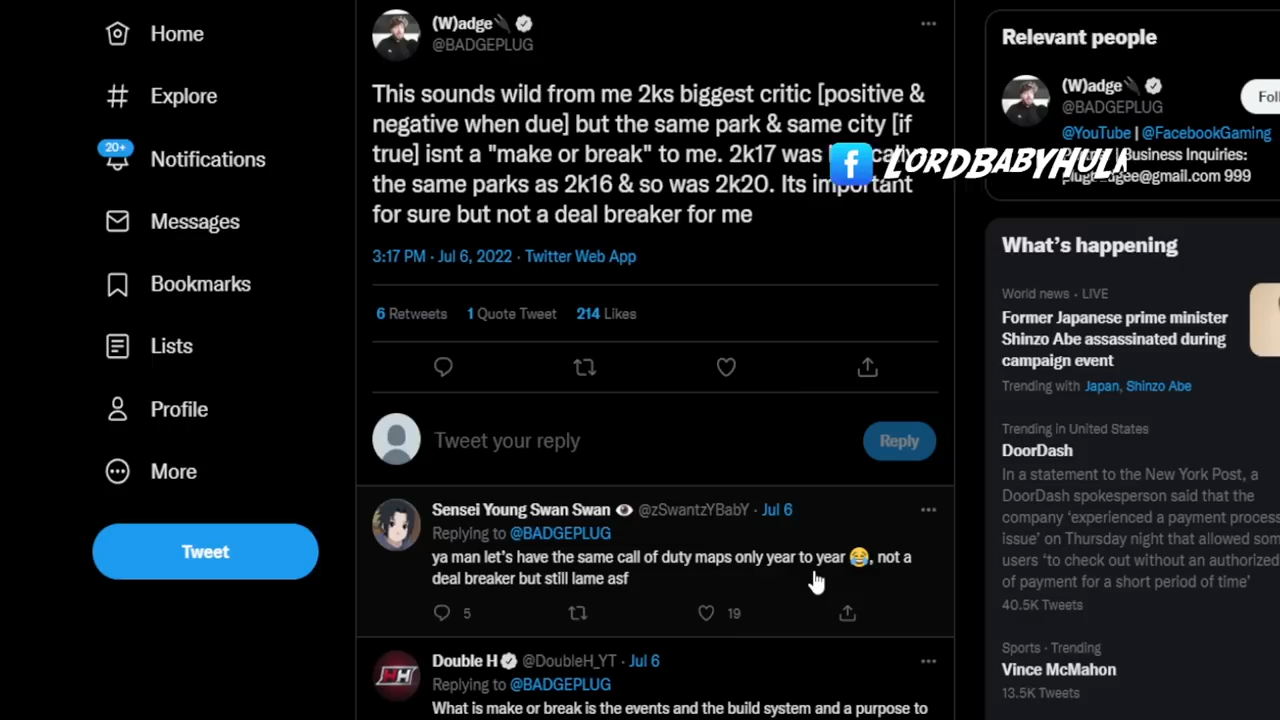 Home
Explore
20+
Notifications
Messages
Bookmarks
Lists
Profile
More
Tweet
(W)adge
@BADGEPLUG
This sounds wild from me 2ks biggest critic [positive &
negative when due] but the same park & same city [if
true] isnt a "make or break" to me. 2k17 was
the same parks as 2k16 & so was 2k20. Its important
for sure but not a deal breaker for me
3:17 PM · Jul 6, 2022 · Twitter Web App
6 Retweets 1 Quote Tweet 214 Likes
Tweet your reply
Reply
Sensei Young Swan Swan @zSwantzYBabY · Jul 6
Replying to @BADGEPLUG
ya man let's have the same call of duty maps only year to year 😂, not a
deal breaker but still lame asf
5 19
Double H @DoubleH_YT · Jul 6
Replying to @BADGEPLUG
What is make or break is the events and the build system and a purpose to
f LORDBABYHULK
Relevant people
(W)adge
@BADGEPLUG
Foll
@YouTube | @FacebookGaming
| Business Inquiries:
@gmail.com 999
What's happening
World news · LIVE
Former Japanese prime minister
Shinzo Abe assassinated during
campaign event
Trending with Japan, Shinzo Abe
Trending in United States
DoorDash
In a statement to the New York Post, a
DoorDash spokesperson said that the
company 'experienced a payment process
issue' on Thursday night that allowed som
users 'to check out without an authorized
of payment for a short period of time'
40.5K Tweets
Sports · Trending
Vince McMahon
13.5K Tweets